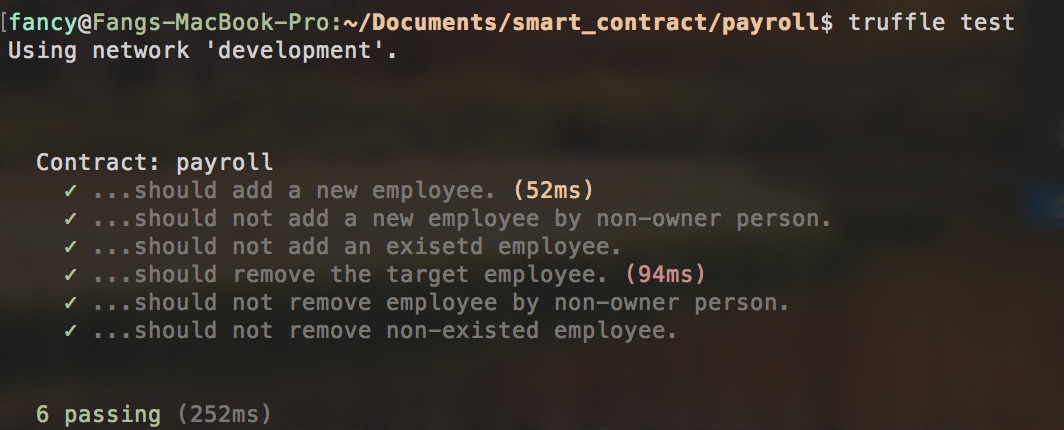 [fancy@Fangs-MacBook-Pro:~/Documents/smart_contract/payroll$ truffle test
Using network 'development'.
Contract: payroll
✓ ...should add a new employee. (52ms)
✓ ...should not add a new employee by non-owner person.
✓ ...should not add an exisetd employee.
✓ ...should remove the target employee. (94ms)
✓ ...should not remove employee by non-owner person.
✓ ...should not remove non-existed employee.
6 passing (252ms)